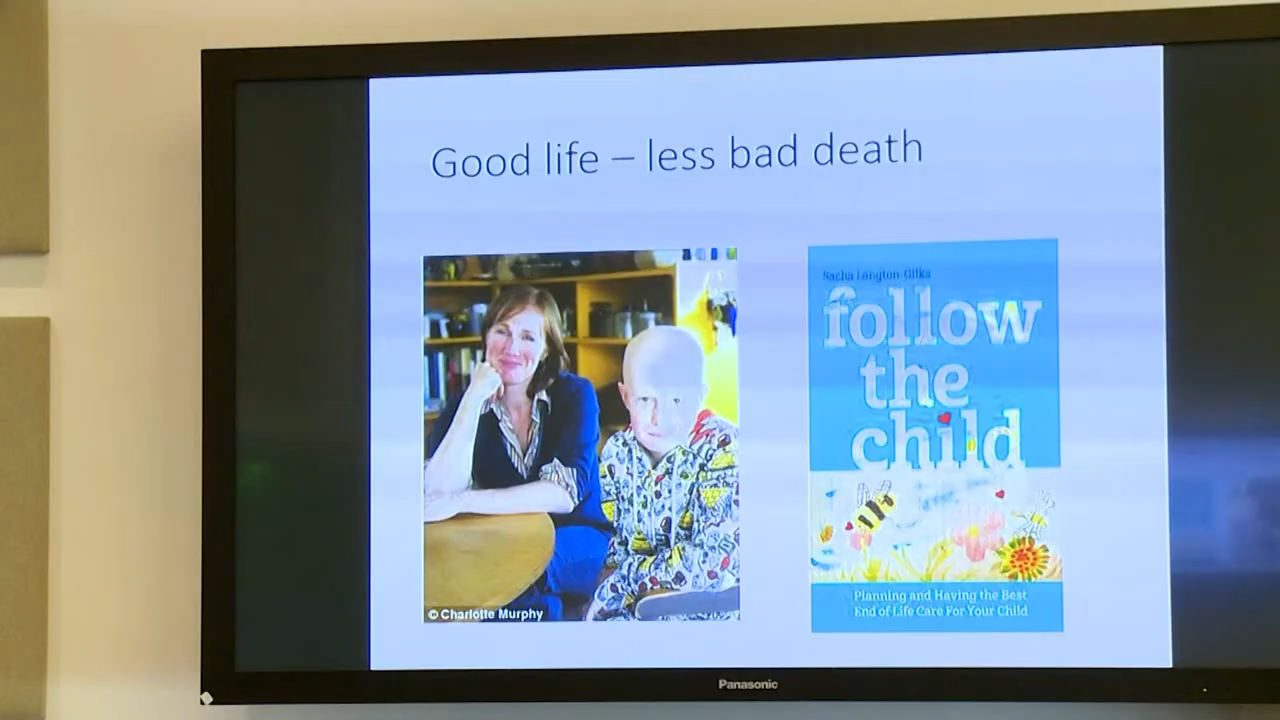 Good life – less bad death
Sacha Langton-Gilks
follow
the
child
Planning and Having the Best
End of Life Care For Your Child
© Charlotte Murphy
Panasonic